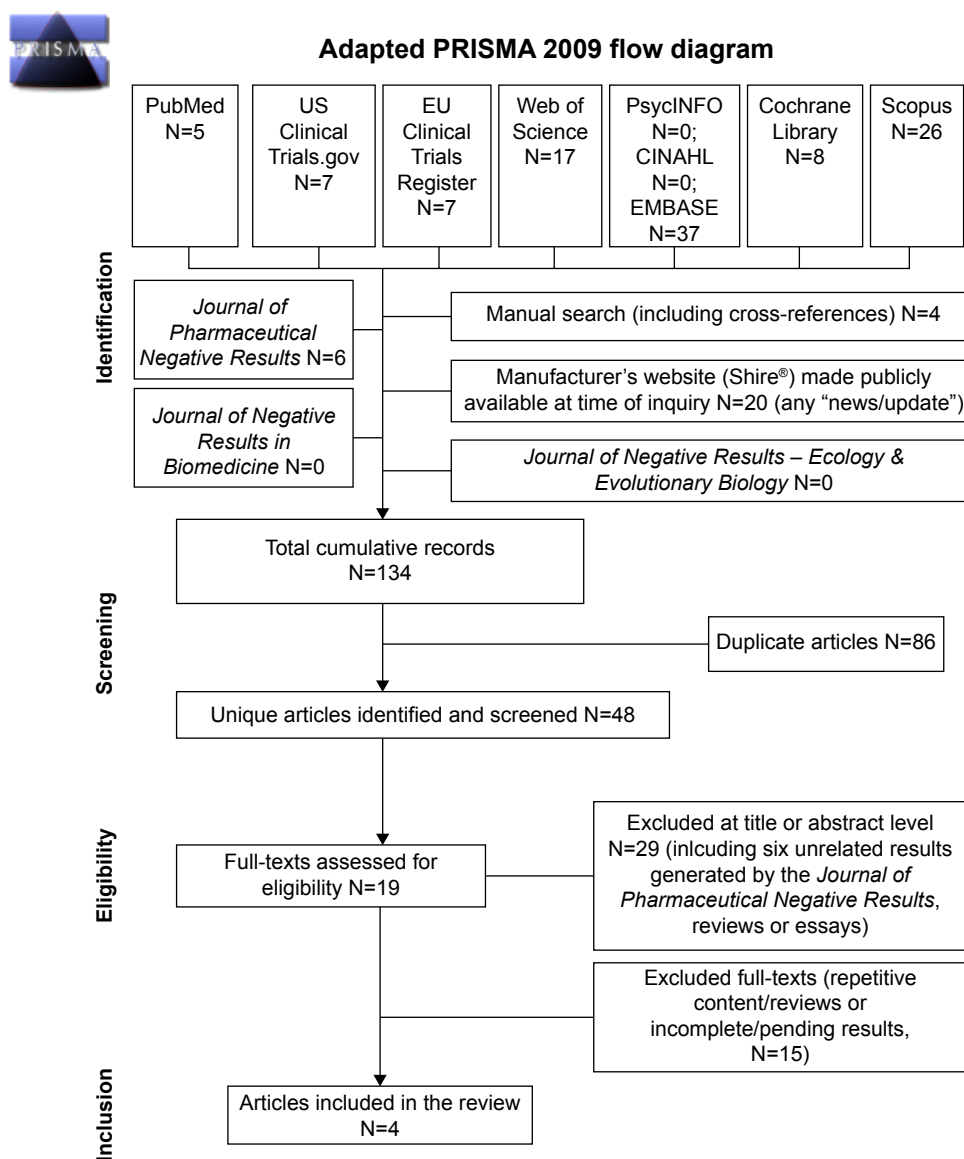 PRISMA
Adapted PRISMA 2009 flow diagram
PubMed
N=5
US
Clinical
Trials.gov
N=7
EU
Clinical
Trials
Register
N=7
Web of
Science
N=17
PsycINFO
N=0;
CINAHL
N=0;
EMBASE
N=37
Cochrane
Library
N=8
Scopus
N=26
Identification
Journal of
Pharmaceutical
Negative Results N=6
Manual search (including cross-references) N=4
Manufacturer’s website (Shire®) made publicly
available at time of inquiry N=20 (any “news/update”)
Journal of Negative
Results in
Biomedicine N=0
Journal of Negative Results – Ecology &
Evolutionary Biology N=0
Total cumulative records
N=134
Screening
Duplicate articles N=86
Unique articles identified and screened N=48
Eligibility
Full-texts assessed for
eligibility N=19
Excluded at title or abstract level
N=29 (inlcuding six unrelated results
generated by the Journal of
Pharmaceutical Negative Results,
reviews or essays)
Excluded full-texts (repetitive
content/reviews or
incomplete/pending results,
N=15)
Inclusion
Articles included in the review
N=4